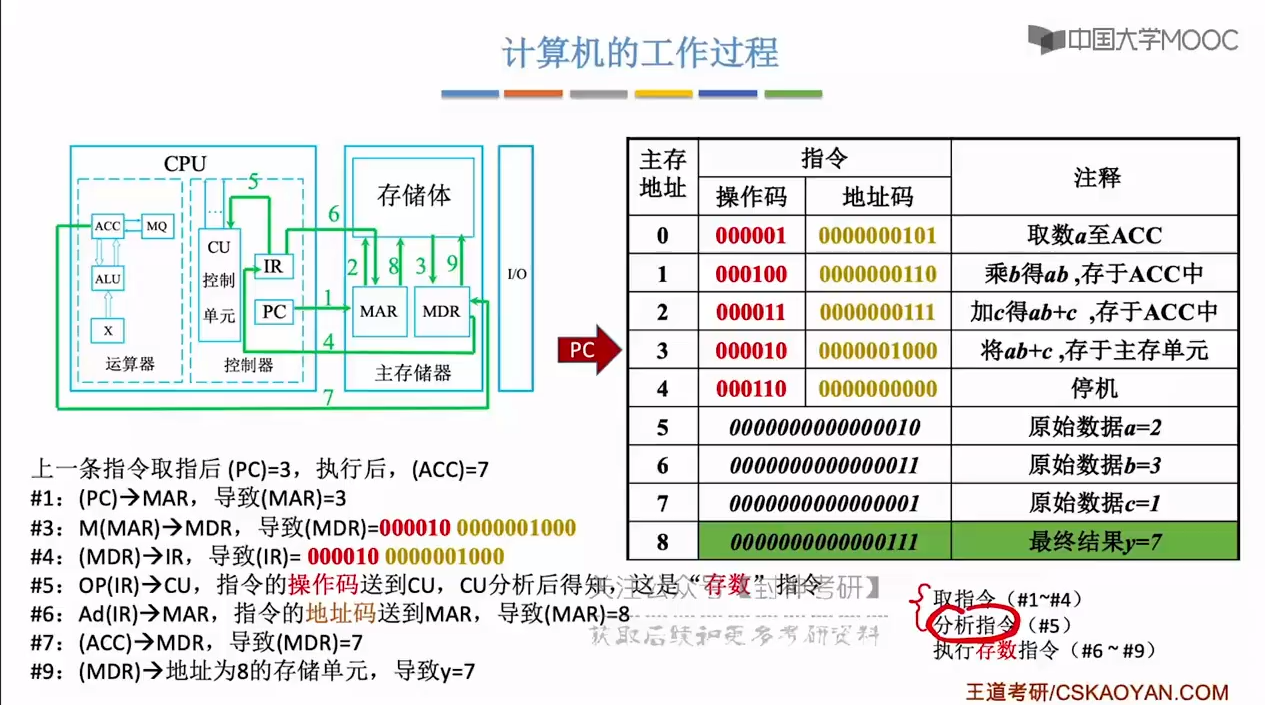 计算机的工作过程
中国大学MOOC
CPU
ACC
MQ
ALU
X
运算器
...
CU
控制
单元
IR
PC
控制器
5
6
1
4
7
存储体
2
8
3
9
MAR
MDR
主存储器
I/O
PC
主存地址 指令 注释
操作码 地址码
0 000001 0000000101 取数a至ACC
1 000100 0000000110 乘b得ab ,存于ACC中
2 000011 0000000111 加c得ab+c ,存于ACC中
3 000010 0000001000 将ab+c ,存于主存单元
4 000110 0000000000 停机
5 0000000000000010 原始数据a=2
6 0000000000000011 原始数据b=3
7 0000000000000001 原始数据c=1
8 0000000000000111 最终结果y=7
上一条指令取指后 (PC)=3，执行后，(ACC)=7
#1：(PC)→MAR，导致(MAR)=3
#3：M(MAR)→MDR，导致(MDR)=000010 0000001000
#4：(MDR)→IR，导致(IR)= 000010 0000001000
#5：OP(IR)→CU，指令的操作码送到CU，CU分析后得知，这是“存数”指令
#6：Ad(IR)→MAR，指令的地址码送到MAR，导致(MAR)=8
#7：(ACC)→MDR，导致(MDR)=7
#9：(MDR)→地址为8的存储单元，导致y=7
取指令（#1~#4）
分析指令（#5）
执行存数指令（#6 ~ #9）
获取后续和更多考研资料
王道考研/CSKAOYAN.COM